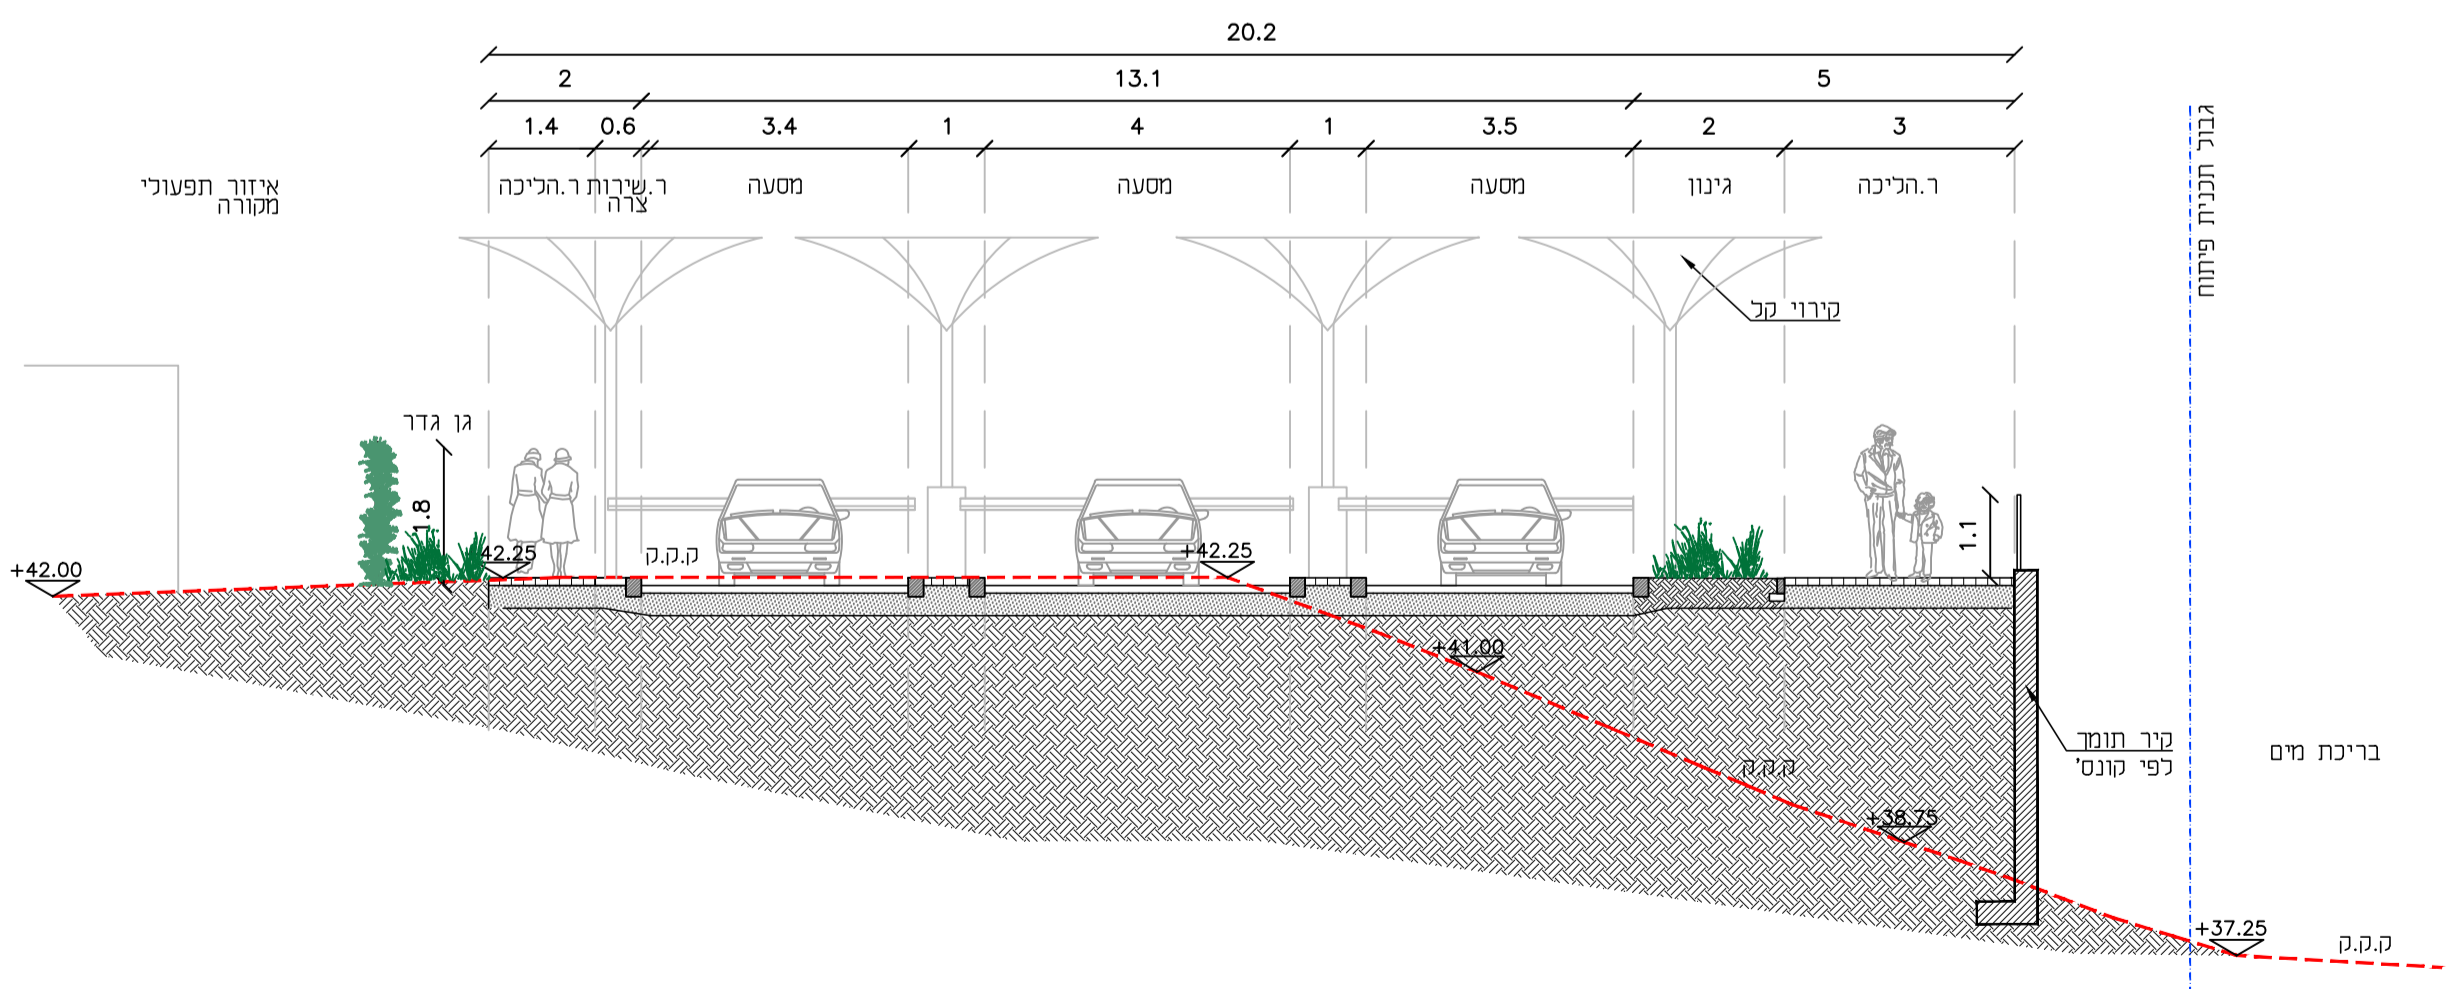 20.2
2
13.1
5
1.4
0.6
3.4
1
4
1
3.5
2
3
גבול תכנית פיתוח
איזור תפעולי
מקורה
ר.הליכה
ר.שירות
צרה
מסעה
מסעה
מסעה
גינון
ר.הליכה
קירוי קל
גן גדר
1.8
1.1
+42.00
42.25
ק.ק.ק
+42.25
+41.00
ק.ק.ק
+38.75
קיר תומך
לפי קונס'
בריכת מים
+37.25
ק.ק.ק